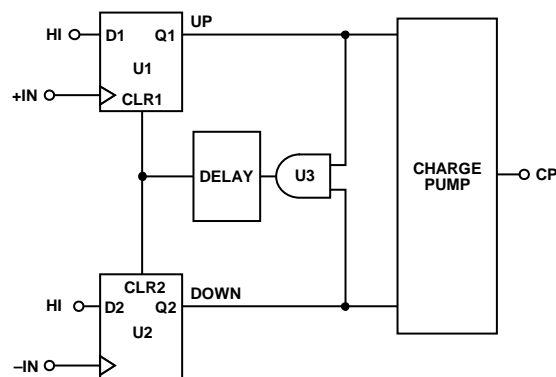 UP
HI
D1
Q1
U1
+IN
CLR1
DELAY
U3
CHARGE
PUMP
CP
CLR2
DOWN
HI
D2
Q2
U2
–IN